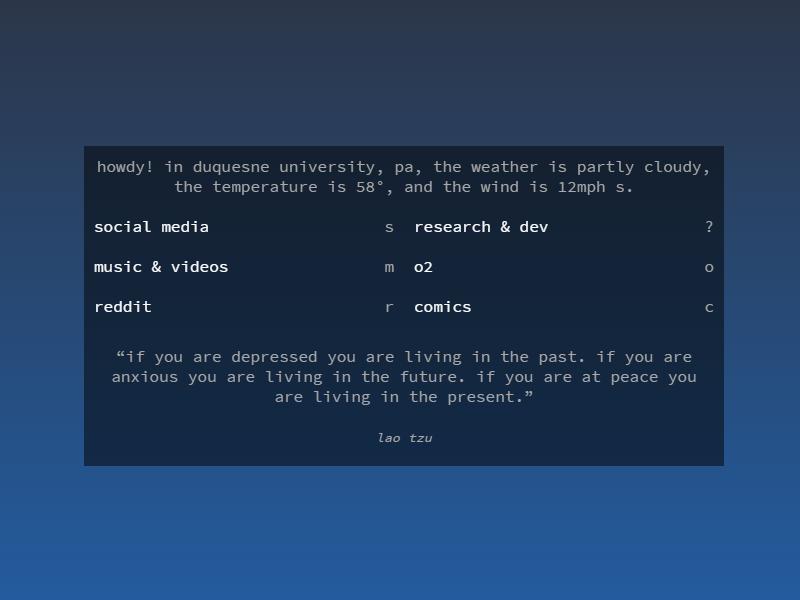 howdy! in duquesne university, pa, the weather is partly cloudy,
the temperature is 58°, and the wind is 12mph s.
social media s research & dev ?
music & videos m o2 o
reddit r comics c
“if you are depressed you are living in the past. if you are
anxious you are living in the future. if you are at peace you
are living in the present.”
lao tzu